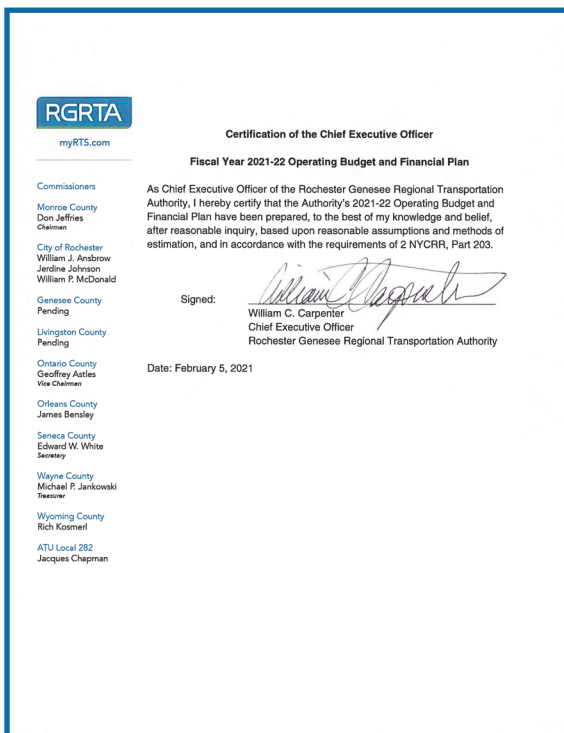 RGRTA
myRTS.com
Commissioners
Monroe County
Don Jeffries
Chairman
City of Rochester
William J. Ansbrow
Jerdine Johnson
William P. McDonald
Genesee County
Pending
Livingston County
Pending
Ontario County
Geoffrey Astles
Vice Chairman
Orleans County
James Bensley
Seneca County
Edward W. White
Secretary
Wayne County
Michael P. Jankowski
Treasurer
Wyoming County
Rich Kosmerl
ATU Local 282
Jacques Chapman
Certification of the Chief Executive Officer
Fiscal Year 2021-22 Operating Budget and Financial Plan
As Chief Executive Officer of the Rochester Genesee Regional Transportation
Authority, I hereby certify that the Authority's 2021-22 Operating Budget and
Financial Plan have been prepared, to the best of my knowledge and belief,
after reasonable inquiry, based upon reasonable assumptions and methods of
estimation, and in accordance with the requirements of 2 NYCRR, Part 203.
Signed: William Carpenter
William C. Carpenter
Chief Executive Officer
Rochester Genesee Regional Transportation Authority
Date: February 5, 2021